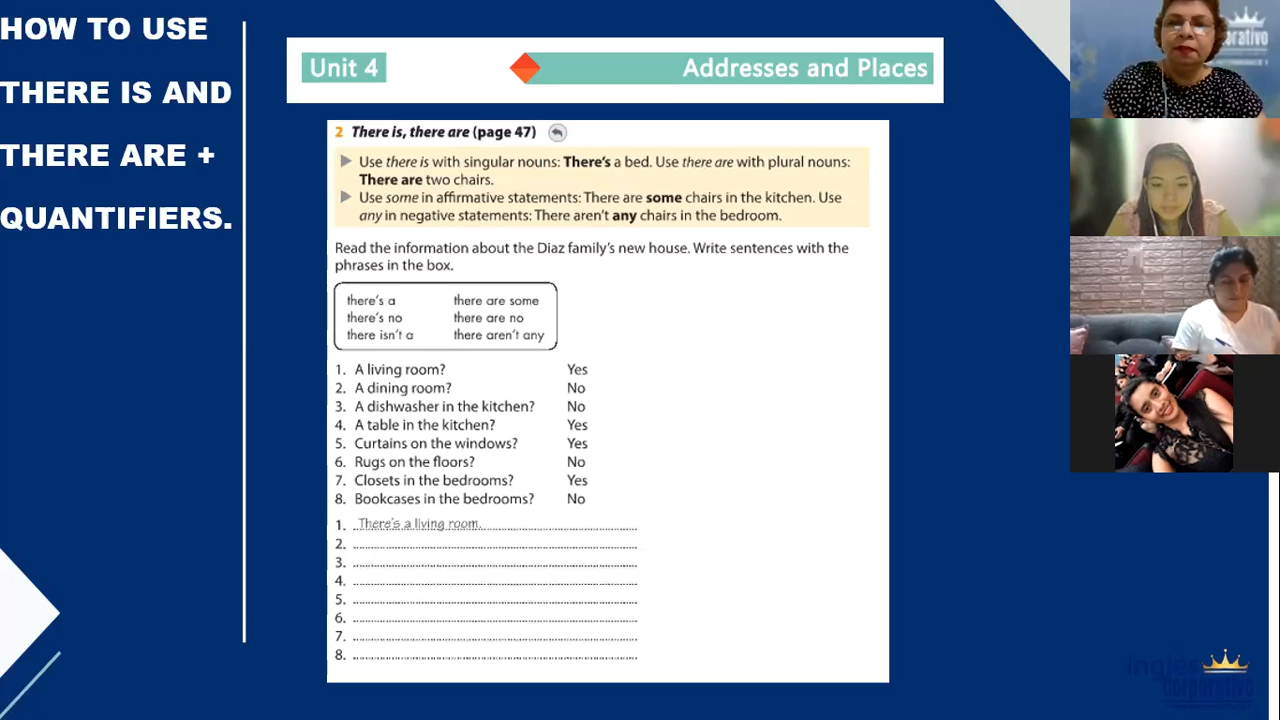 HOW TO USE
THERE IS AND
THERE ARE +
QUANTIFIERS.
Unit 4
Addresses and Places
2 There is, there are (page 47)
Use there is with singular nouns: There's a bed. Use there are with plural nouns:
There are two chairs.
Use some in affirmative statements: There are some chairs in the kitchen. Use
any in negative statements: There aren't any chairs in the bedroom.
Read the information about the Diaz family's new house. Write sentences with the
phrases in the box.
there's a there are some
there's no there are no
there isn't a there aren't any
1. A living room? Yes
2. A dining room? No
3. A dishwasher in the kitchen? No
4. A table in the kitchen? Yes
5. Curtains on the windows? Yes
6. Rugs on the floors? No
7. Closets in the bedrooms? Yes
8. Bookcases in the bedrooms? No
1. There's a living room.
2.
3.
4.
5.
6.
7.
8.
Inglés
Corporativo